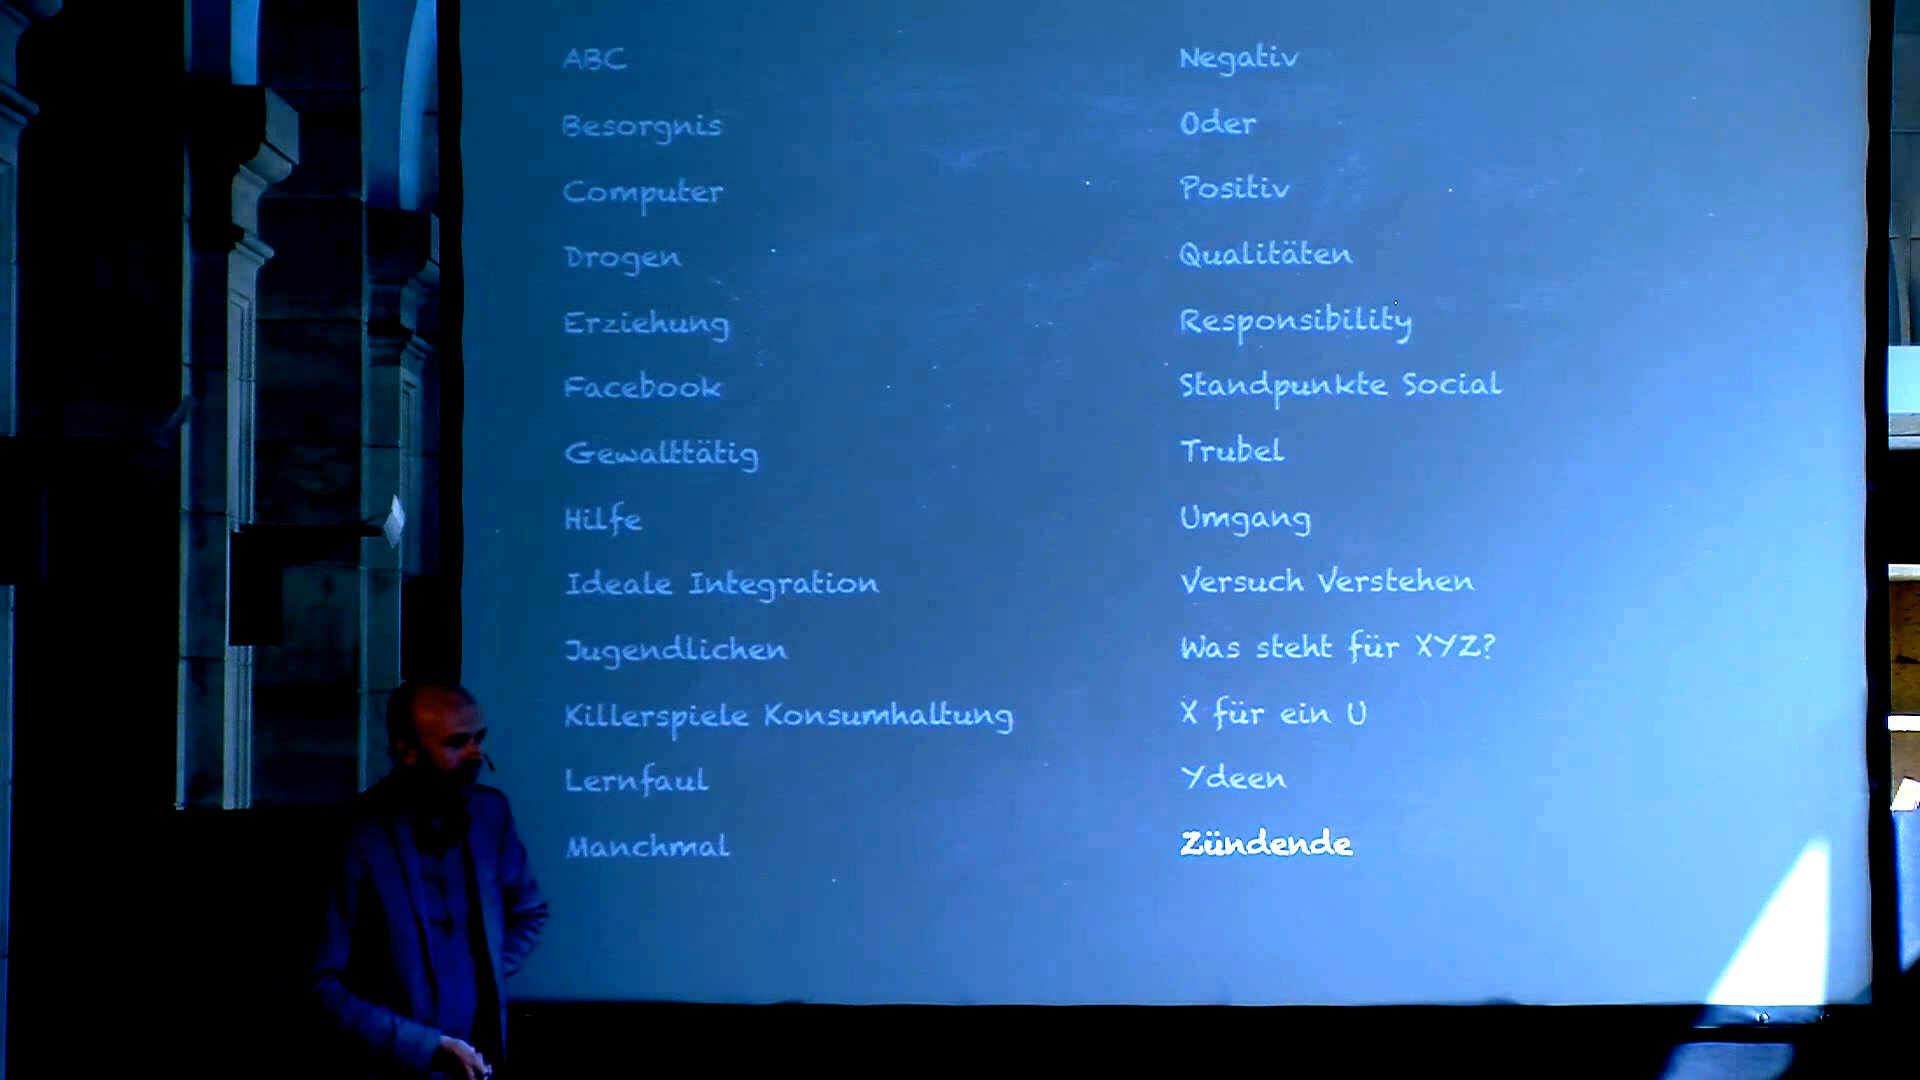 ABC
Besorgnis
Computer
Drogen
Erziehung
Facebook
Gewalttätig
Hilfe
Ideale Integration
Jugendlichen
Killerspiele Konsumhaltung
Lernfaul
Manchmal
Negativ
Oder
Positiv
Qualitäten
Responsibility
Standpunkte Social
Trubel
Umgang
Versuch Verstehen
Was steht für XYZ?
X für ein U
Ydeen
Zündende